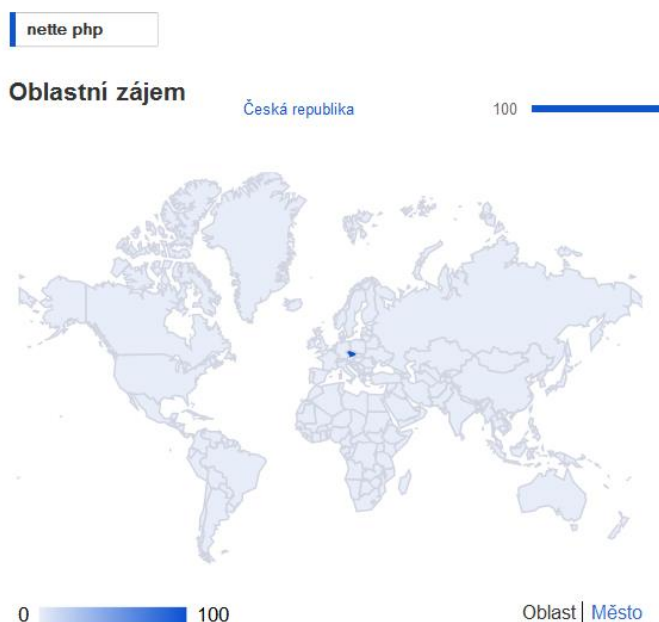 nette php
Oblastní zájem
Česká republika 100
0 100
Oblast | Město